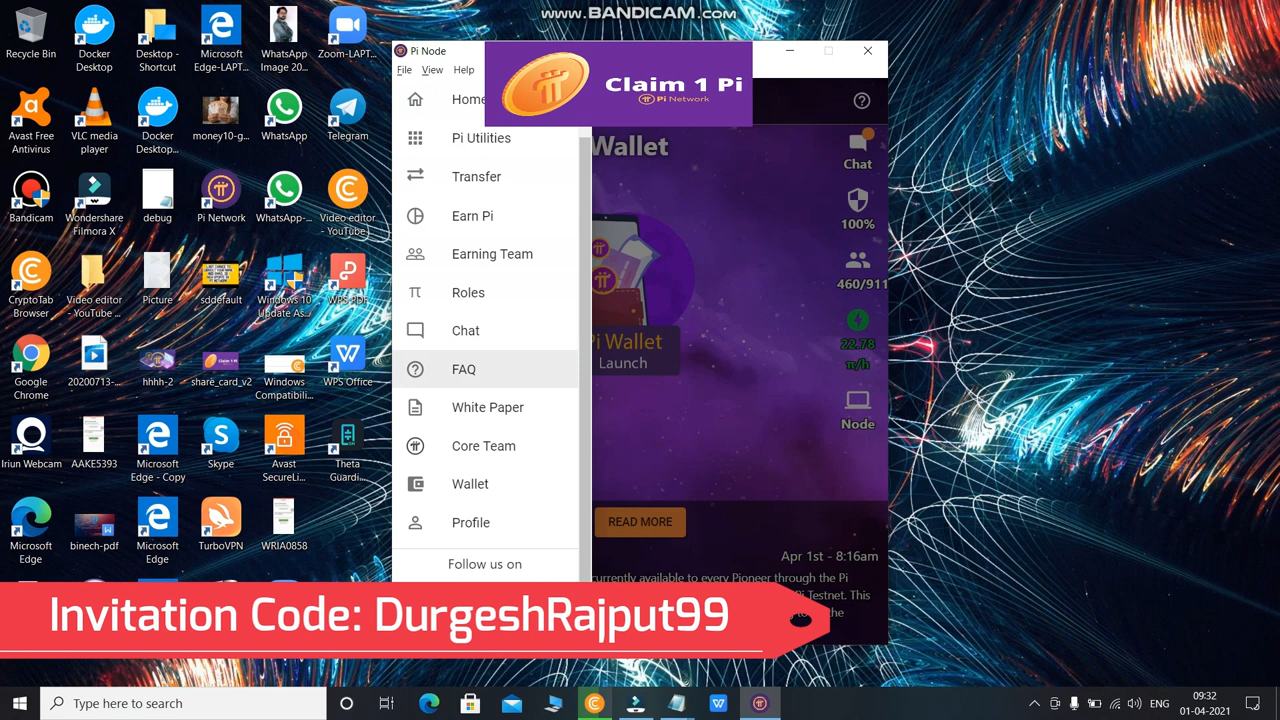 www.BANDICAM.com
Recycle Bin
Docker
Desktop
Desktop -
Shortcut
Microsoft
Edge-LAPT...
WhatsApp
Image 20...
Zoom-LAPT...
Avast Free
Antivirus
VLC media
player
Docker
Desktop...
money10-g...
WhatsApp
Telegram
Bandicam
Wondershare
Filmora X
debug
Pi Network
WhatsApp-...
Video editor
- YouTube
CryptoTab
Browser
Video editor
- YouTube ...
Picture
sddefault
Windows 10
Update As...
WPS PDF
Google
Chrome
20200713-...
hhhh-2
share_card_v2
Windows
Compatibili...
WPS Office
Iriun Webcam
AAKE5393
Microsoft
Edge - Copy
Skype
Avast
SecureLi...
Theta
Guardi...
Microsoft
Edge
binech-pdf
Microsoft
Edge
TurboVPN
WRIA0858
Pi Node
File View Help
Claim 1 Pi
Pi Network
Home
Pi Utilities
Transfer
Earn Pi
Earning Team
Roles
Chat
FAQ
White Paper
Core Team
Wallet
Profile
Follow us on
Wallet
Chat
100%
460/911
22.78
π/h
Node
Pi Wallet
Launch
READ MORE
Apr 1st - 8:16am
currently available to every Pioneer through the Pi
Testnet. This
the
Invitation Code: DurgeshRajput99
Type here to search
ENG
09:32
01-04-2021